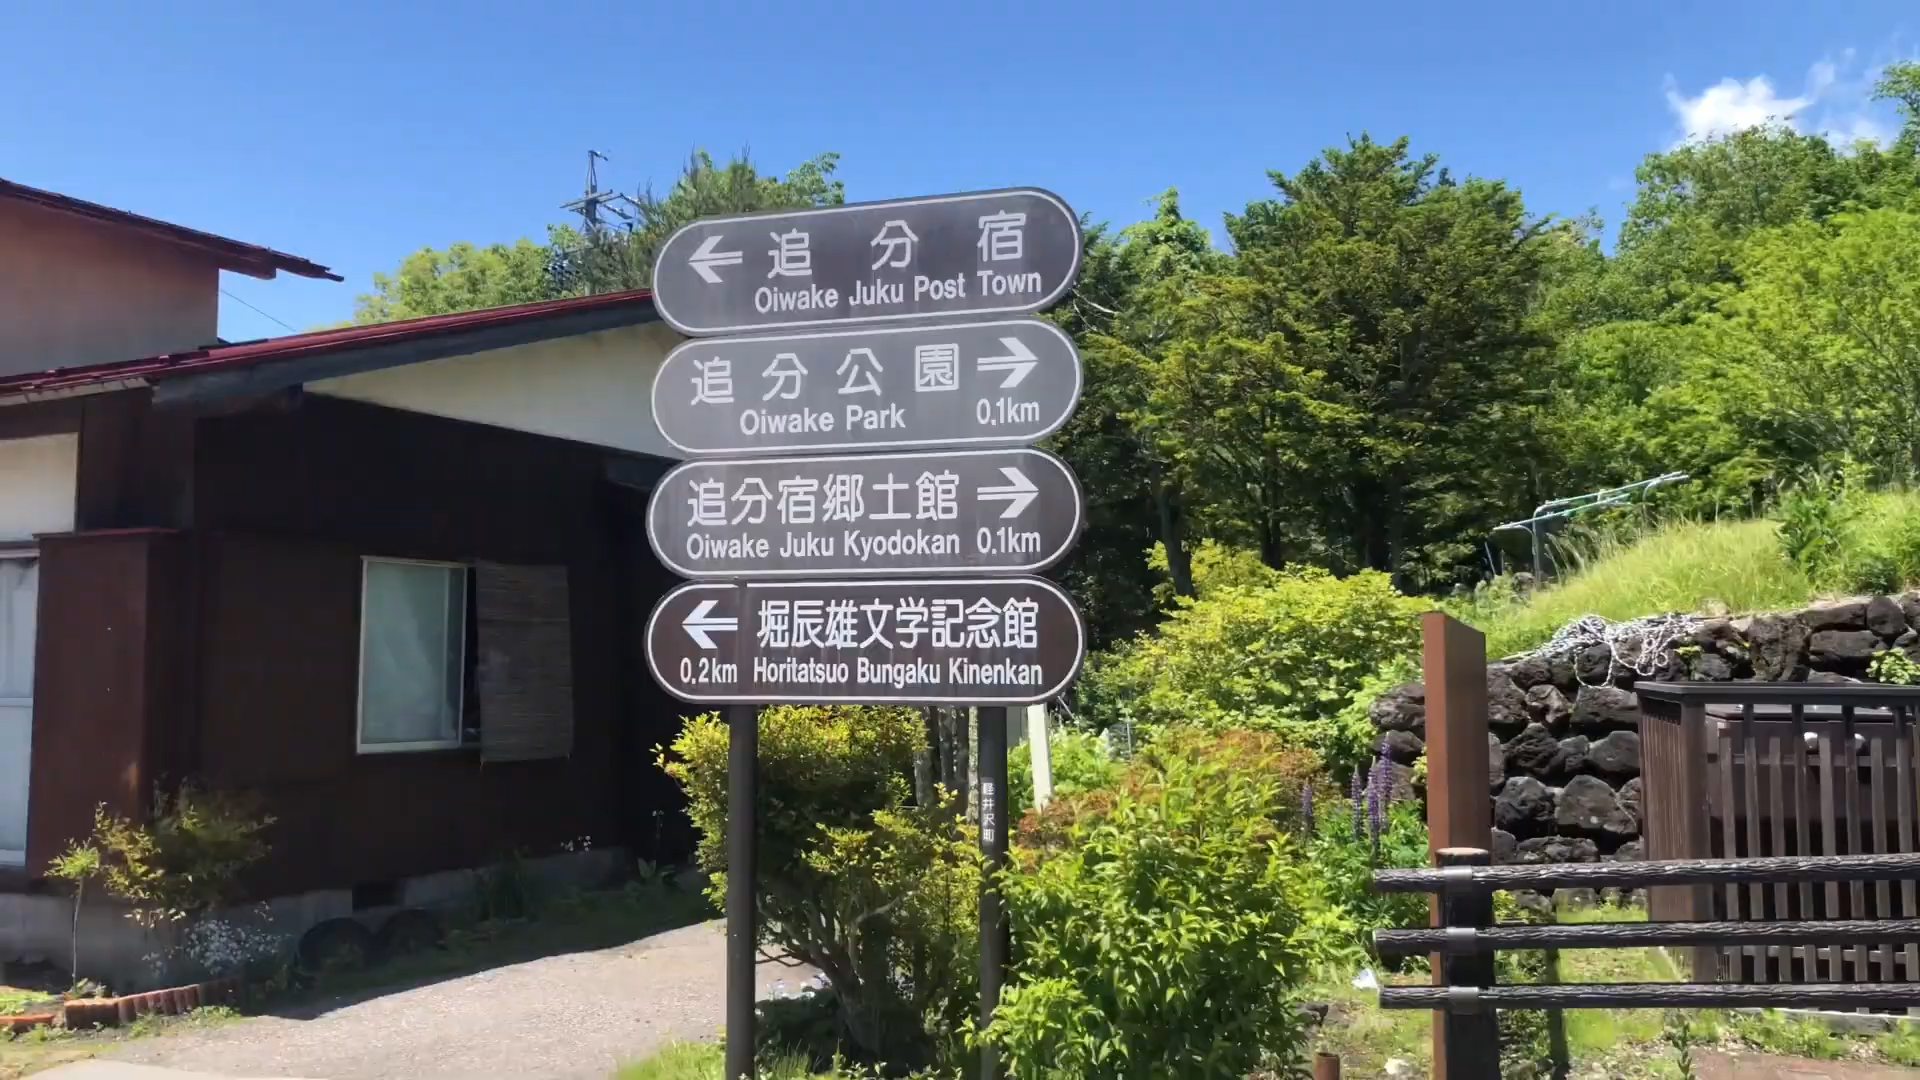 ← 追分宿
Oiwake Juku Post Town
追分公園 →
Oiwake Park 0.1km
追分宿郷土館 →
Oiwake Juku Kyodokan 0.1km
← 堀辰雄文学記念館
0.2km Horitatsuo Bungaku Kinenkan
軽井沢町